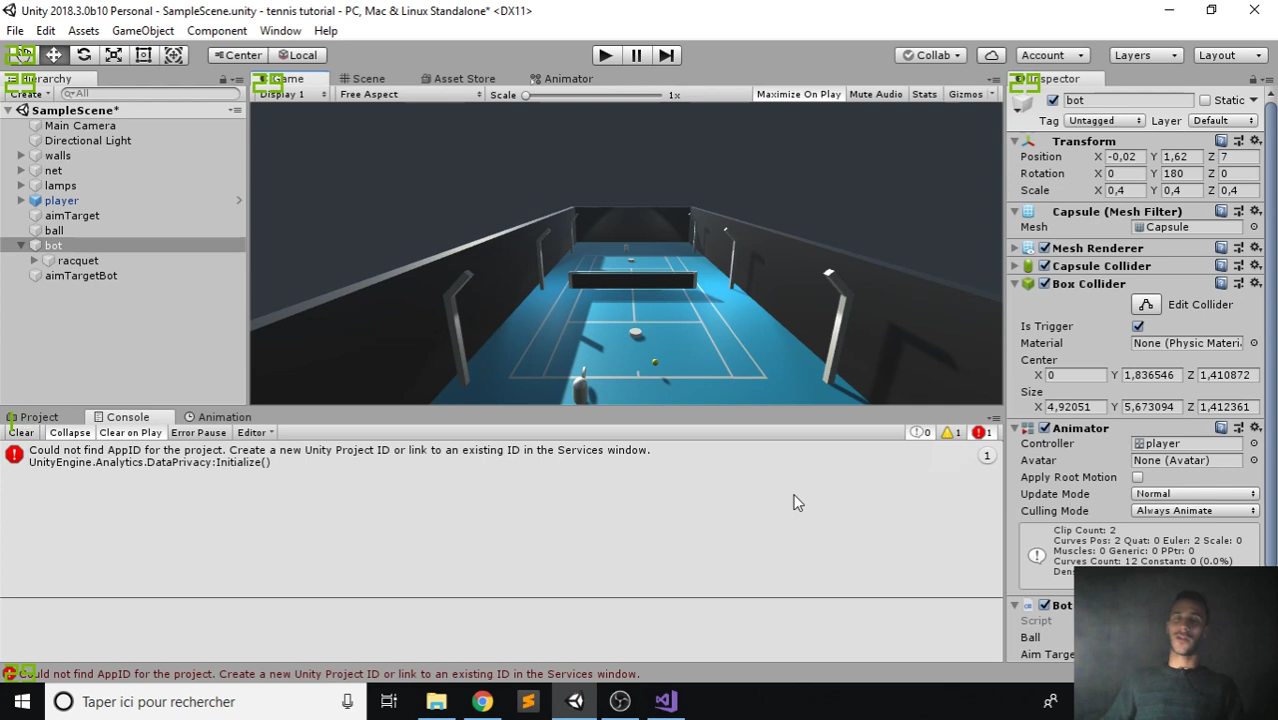 Unity 2018.3.0b10 Personal - SampleScene.unity - tennis tutorial - PC, Mac & Linux Standalone* <DX11>
File Edit Assets GameObject Component Window Help
Center Local Collab Account Layers Layout
Hierarchy Game Scene Asset Store Animator Inspector
Create All Display 1 Free Aspect Scale 1x Maximize On Play Mute Audio Stats Gizmos
bot Static
SampleScene*
Tag Untagged Layer Default
Main Camera
Directional Light
walls
net
lamps
player
aimTarget
ball
bot
racquet
aimTargetBot
Transform
Position X -0,02 Y 1,62 Z 7
Rotation X 0 Y 180 Z 0
Scale X 0,4 Y 0,4 Z 0,4
Capsule (Mesh Filter)
Mesh Capsule
Mesh Renderer
Capsule Collider
Box Collider
Edit Collider
Is Trigger
Material None (Physic Materi
Center
X 0 Y 1,836546 Z 1,410872
Size
X 4,92051 Y 5,673094 Z 1,412361
Animator
Controller player
Avatar None (Avatar)
Apply Root Motion
Update Mode Normal
Culling Mode Always Animate
Clip Count: 2
Curves Pos: 2 Quat: 0 Euler: 2 Scale: 0
Muscles: 0 Generic: 0 PPtr: 0
Curves Count: 12 Constant: 0 (0.0%)
Bot
Script
Ball
Aim Targe
Project Console Animation
Clear Collapse Clear on Play Error Pause Editor 0 1 1
Could not find AppID for the project. Create a new Unity Project ID or link to an existing ID in the Services window.
UnityEngine.Analytics.DataPrivacy:Initialize()
1
Could not find AppID for the project. Create a new Unity Project ID or link to an existing ID in the Services window.
Taper ici pour rechercher